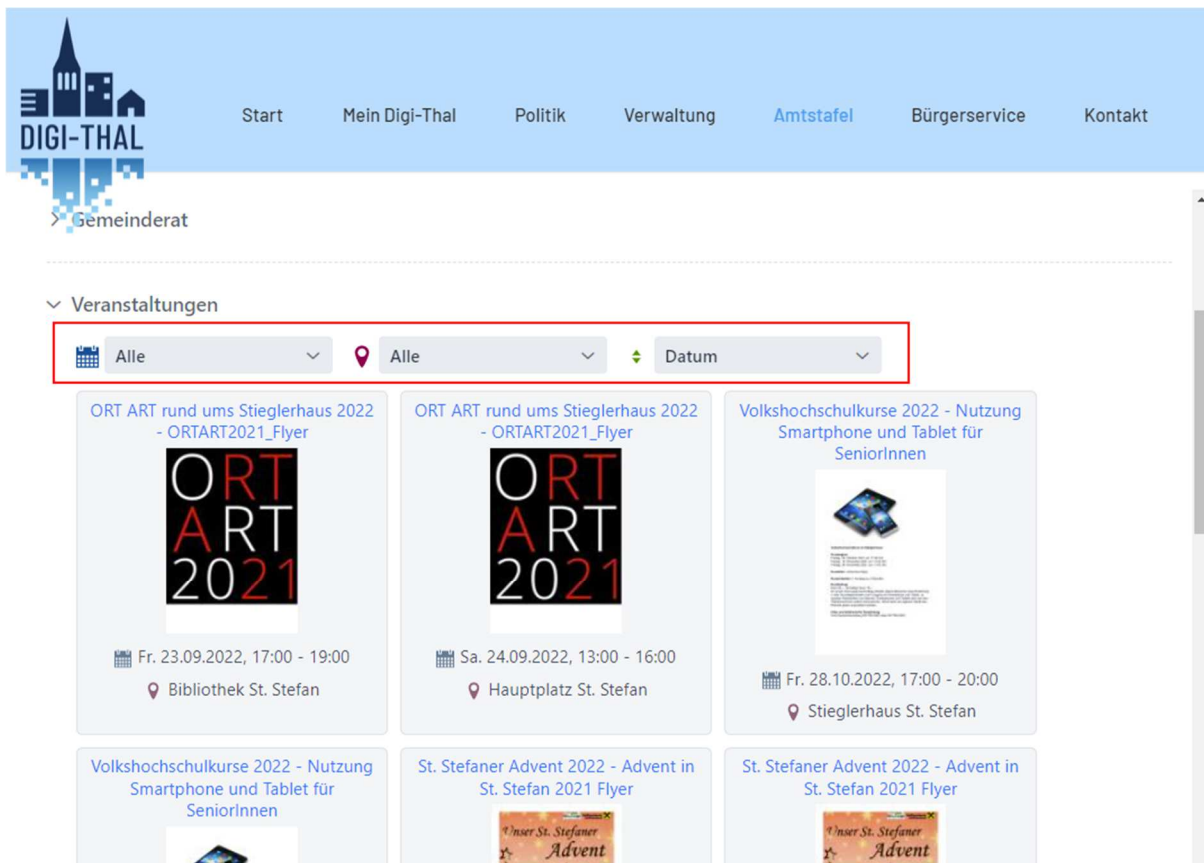 DIGI-THAL
Start Mein Digi-Thal Politik Verwaltung Amtstafel Bürgerservice Kontakt
Gemeinderat
Veranstaltungen
Alle Alle Datum
ORT ART rund ums Stieglerhaus 2022
- ORTART2021_Flyer
ORT
ART
2021
Fr. 23.09.2022, 17:00 - 19:00
Bibliothek St. Stefan
ORT ART rund ums Stieglerhaus 2022
- ORTART2021_Flyer
ORT
ART
2021
Sa. 24.09.2022, 13:00 - 16:00
Hauptplatz St. Stefan
Volkshochschulkurse 2022 - Nutzung
Smartphone und Tablet für
SeniorInnen
Fr. 28.10.2022, 17:00 - 20:00
Stieglerhaus St. Stefan
Volkshochschulkurse 2022 - Nutzung
Smartphone und Tablet für
SeniorInnen
St. Stefaner Advent 2022 - Advent in
St. Stefan 2021 Flyer
Unser St. Stefaner
Advent
St. Stefaner Advent 2022 - Advent in
St. Stefan 2021 Flyer
Unser St. Stefaner
Advent